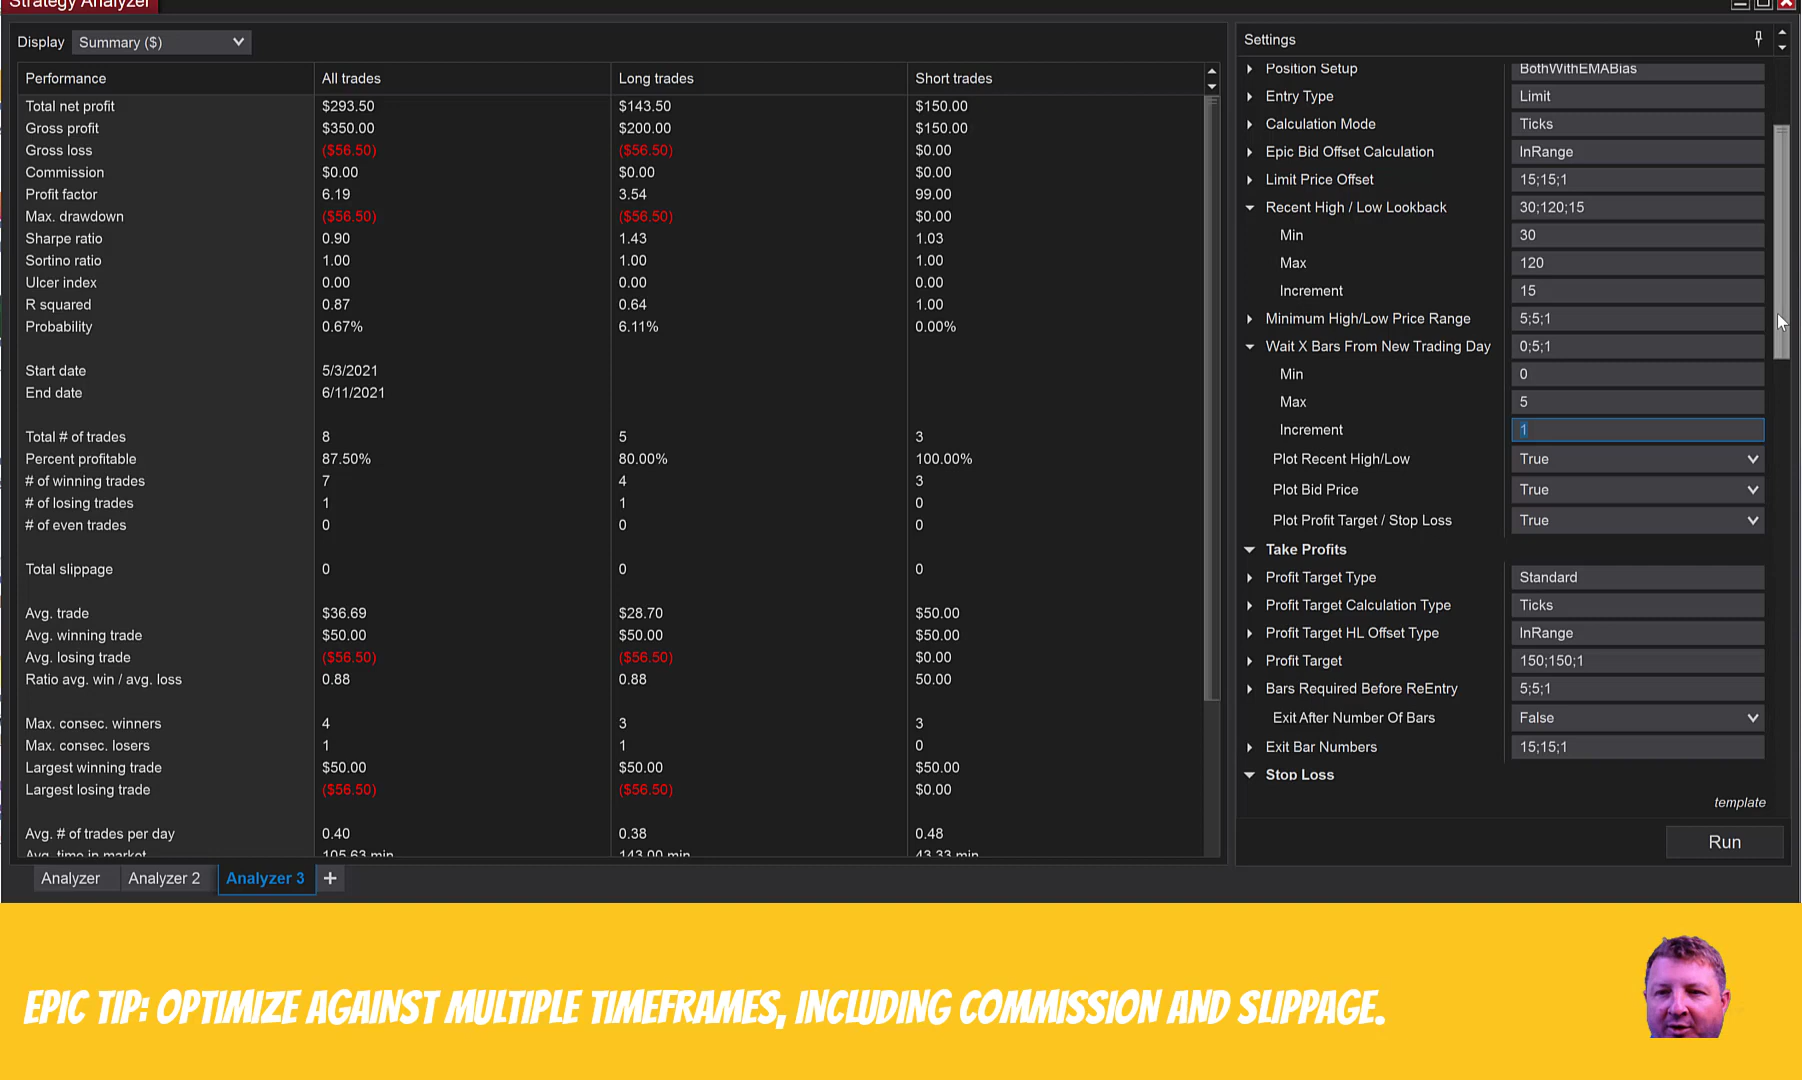 Strategy Analyzer
Display Summary ($)
Performance All trades Long trades Short trades
Total net profit $293.50 $143.50 $150.00
Gross profit $350.00 $200.00 $150.00
Gross loss ($56.50) ($56.50) $0.00
Commission $0.00 $0.00 $0.00
Profit factor 6.19 3.54 99.00
Max. drawdown ($56.50) ($56.50) $0.00
Sharpe ratio 0.90 1.43 1.03
Sortino ratio 1.00 1.00 1.00
Ulcer index 0.00 0.00 0.00
R squared 0.87 0.64 1.00
Probability 0.67% 6.11% 0.00%
Start date 5/3/2021
End date 6/11/2021
Total # of trades 8 5 3
Percent profitable 87.50% 80.00% 100.00%
# of winning trades 7 4 3
# of losing trades 1 1 0
# of even trades 0 0 0
Total slippage 0 0 0
Avg. trade $36.69 $28.70 $50.00
Avg. winning trade $50.00 $50.00 $50.00
Avg. losing trade ($56.50) ($56.50) $0.00
Ratio avg. win / avg. loss 0.88 0.88 50.00
Max. consec. winners 4 3 3
Max. consec. losers 1 1 0
Largest winning trade $50.00 $50.00 $50.00
Largest losing trade ($56.50) ($56.50) $0.00
Avg. # of trades per day 0.40 0.38 0.48
Avg. time in market 105.63 min 143.00 min 43.33 min
Analyzer Analyzer 2 Analyzer 3 +
Settings
Position Setup BothWithEMABias
Entry Type Limit
Calculation Mode Ticks
Epic Bid Offset Calculation InRange
Limit Price Offset 15;15;1
Recent High / Low Lookback 30;120;15
Min 30
Max 120
Increment 15
Minimum High/Low Price Range 5;5;1
Wait X Bars From New Trading Day 0;5;1
Min 0
Max 5
Increment 1
Plot Recent High/Low True
Plot Bid Price True
Plot Profit Target / Stop Loss True
Take Profits
Profit Target Type Standard
Profit Target Calculation Type Ticks
Profit Target HL Offset Type InRange
Profit Target 150;150;1
Bars Required Before ReEntry 5;5;1
Exit After Number Of Bars False
Exit Bar Numbers 15;15;1
Stop Loss
template
Run
EPIC TIP: OPTIMIZE AGAINST MULTIPLE TIMEFRAMES, INCLUDING COMMISSION AND SLIPPAGE.